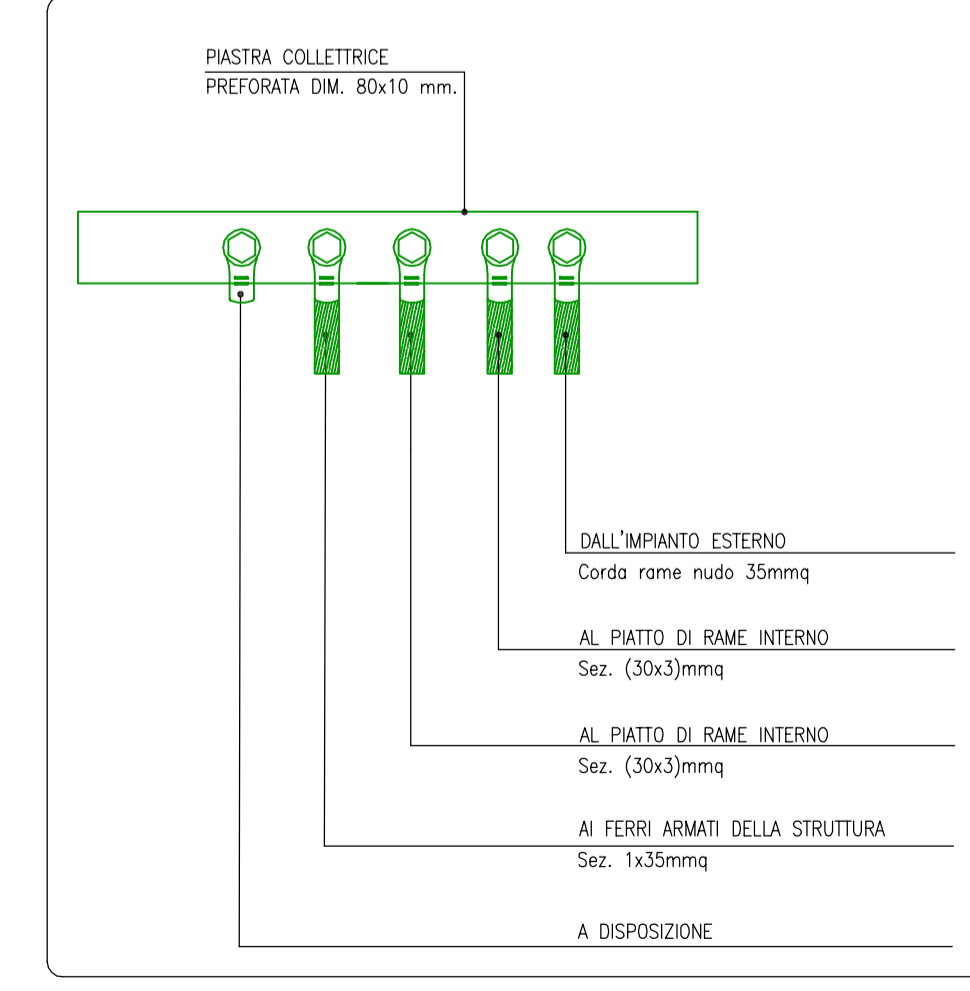 PIASTRA COLLETTRICE
PREFORATA DIM. 80x10 mm.
DALL'IMPIANTO ESTERNO
Corda rame nudo 35mmq
AL PIATTO DI RAME INTERNO
Sez. (30x3)mmq
AL PIATTO DI RAME INTERNO
Sez. (30x3)mmq
AI FERRI ARMATI DELLA STRUTTURA
Sez. 1x35mmq
A DISPOSIZIONE